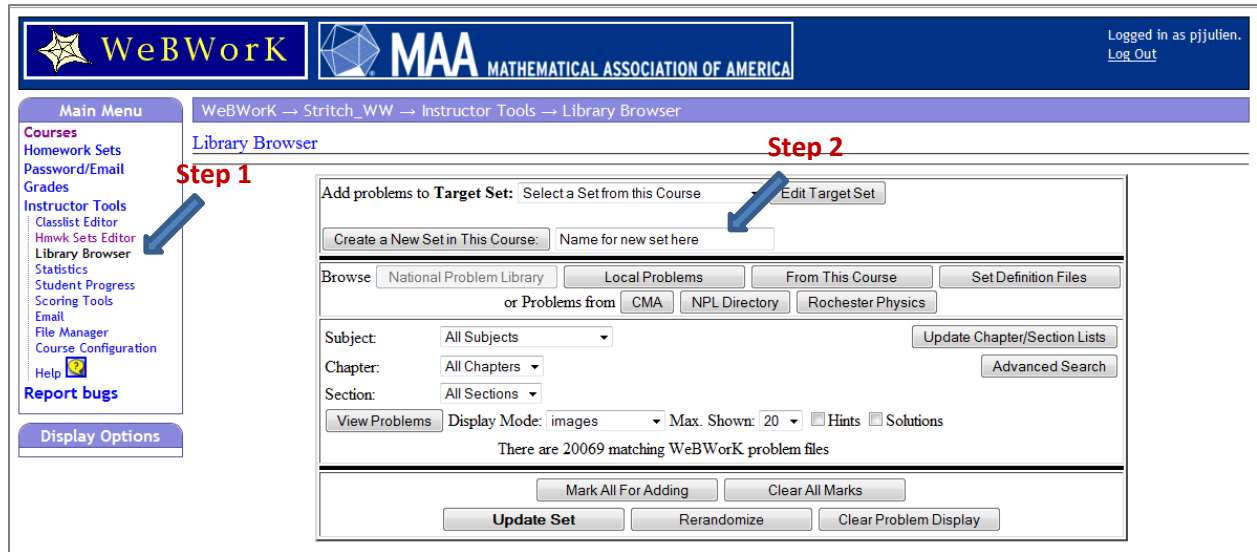 WeBWorK
MAA MATHEMATICAL ASSOCIATION OF AMERICA
Logged in as pjjulien.
Log Out
Main Menu
Courses
Homework Sets
Password/Email
Grades
Instructor Tools
Classlist Editor
Hmwk Sets Editor
Library Browser
Statistics
Student Progress
Scoring Tools
Email
File Manager
Course Configuration
Help ?
Report bugs
Display Options
WeBWorK → Stritch_WW → Instructor Tools → Library Browser
Library Browser
Step 1
Step 2
Add problems to Target Set: Select a Set from this Course Edit Target Set
Create a New Set in This Course: Name for new set here
Browse National Problem Library Local Problems From This Course Set Definition Files
or Problems from CMA NPL Directory Rochester Physics
Subject: All Subjects Update Chapter/Section Lists
Chapter: All Chapters Advanced Search
Section: All Sections
View Problems Display Mode: images Max. Shown: 20 Hints Solutions
There are 20069 matching WeBWorK problem files
Mark All For Adding Clear All Marks
Update Set Rerandomize Clear Problem Display